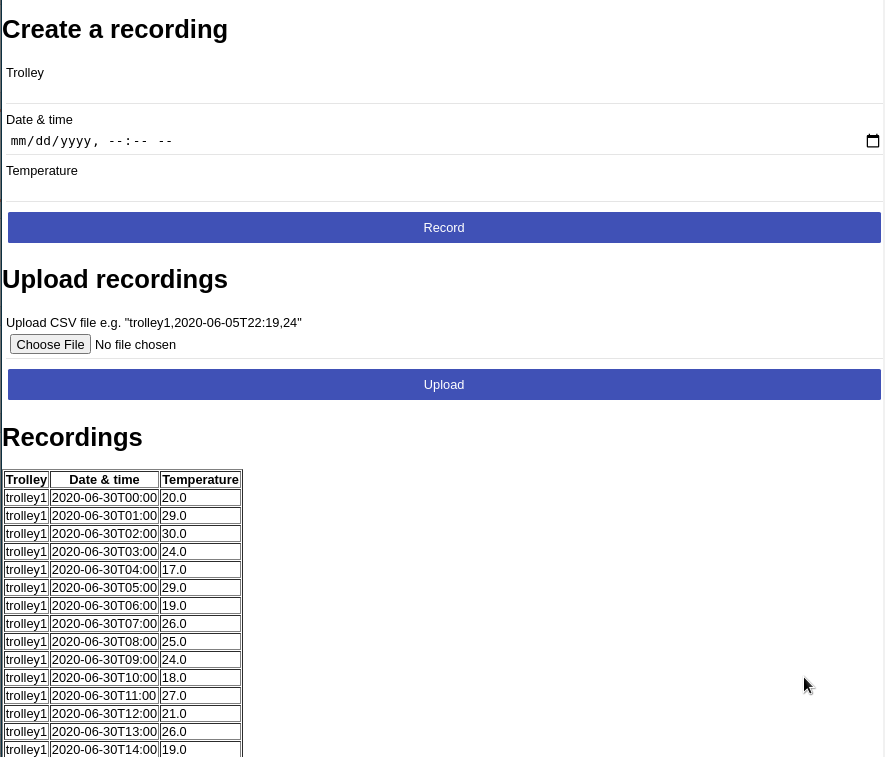 Create a recording
Trolley
Date & time
mm/dd/yyyy, --:-- --
Temperature
Record
Upload recordings
Upload CSV file e.g. "trolley1,2020-06-05T22:19,24"
Choose File No file chosen
Upload
Recordings
Trolley Date & time Temperature
trolley1 2020-06-30T00:00 20.0
trolley1 2020-06-30T01:00 29.0
trolley1 2020-06-30T02:00 30.0
trolley1 2020-06-30T03:00 24.0
trolley1 2020-06-30T04:00 17.0
trolley1 2020-06-30T05:00 29.0
trolley1 2020-06-30T06:00 19.0
trolley1 2020-06-30T07:00 26.0
trolley1 2020-06-30T08:00 25.0
trolley1 2020-06-30T09:00 24.0
trolley1 2020-06-30T10:00 18.0
trolley1 2020-06-30T11:00 27.0
trolley1 2020-06-30T12:00 21.0
trolley1 2020-06-30T13:00 26.0
trolley1 2020-06-30T14:00 19.0